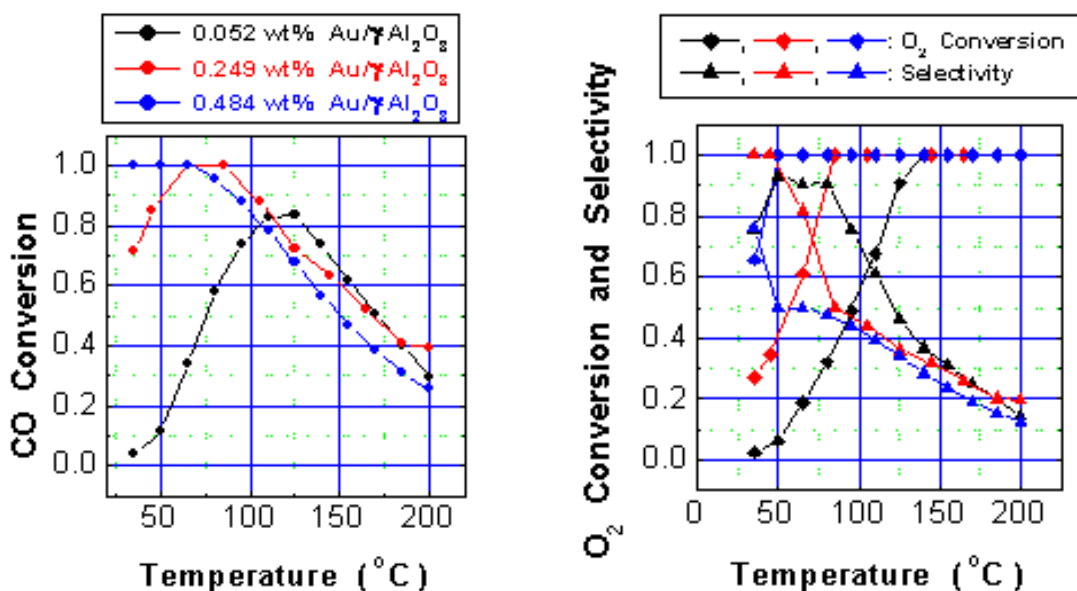 0.052 wt% Au/γAl₂O₃
0.249 wt% Au/γAl₂O₃
0.484 wt% Au/γAl₂O₃
CO Conversion
1.0
0.8
0.6
0.4
0.2
0.0
50 100 150 200
Temperature (°C)
, , : O₂ Conversion
, , : Selectivity
O₂ Conversion and Selectivity
1.0
0.8
0.6
0.4
0.2
0.0
0 50 100 150 200
Temperature (°C)